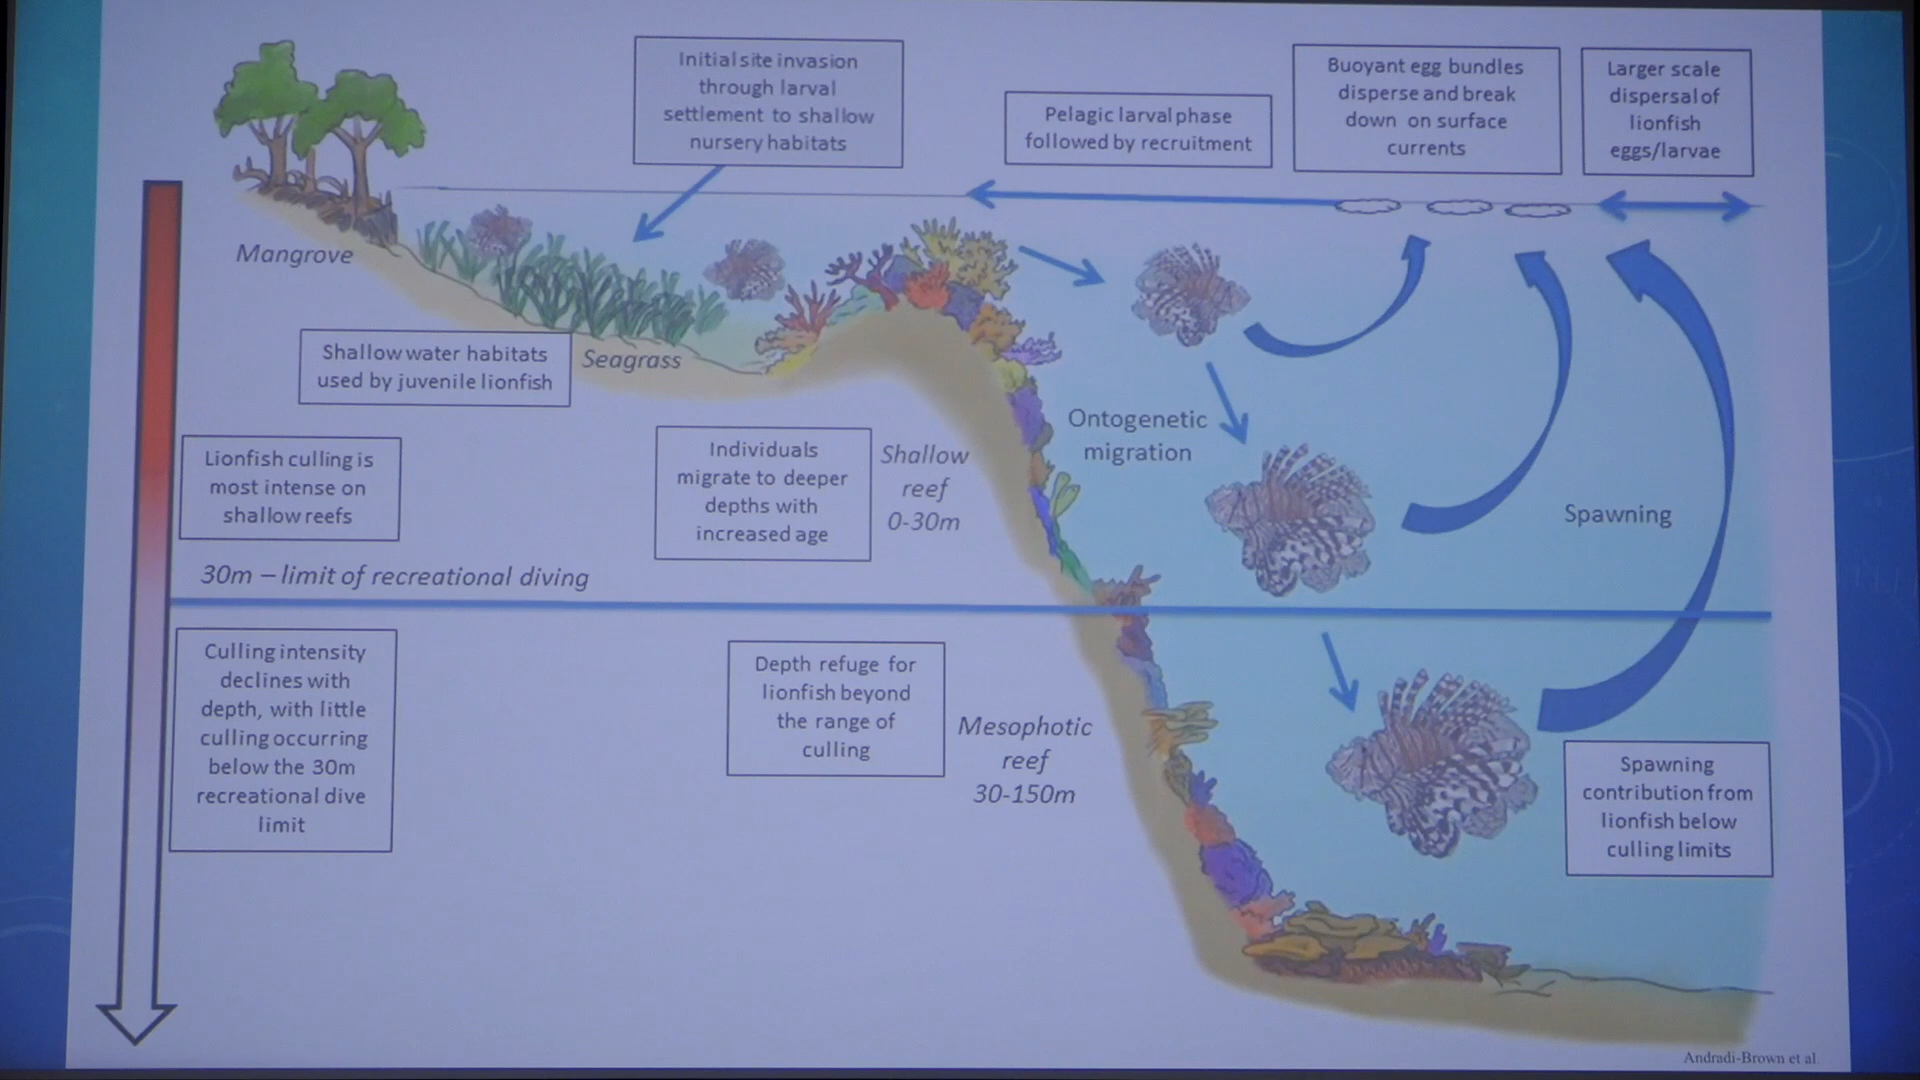 Initial site invasion
through larval
settlement to shallow
nursery habitats
Pelagic larval phase
followed by recruitment
Buoyant egg bundles
disperse and break
down on surface
currents
Larger scale
dispersal of
lionfish
eggs/larvae
Mangrove
Shallow water habitats
used by juvenile lionfish
Seagrass
Ontogenetic
migration
Lionfish culling is
most intense on
shallow reefs
Individuals
migrate to deeper
depths with
increased age
Shallow
reef
0-30m
Spawning
30m – limit of recreational diving
Culling intensity
declines with
depth, with little
culling occurring
below the 30m
recreational dive
limit
Depth refuge for
lionfish beyond
the range of
culling
Mesophotic
reef
30-150m
Spawning
contribution from
lionfish below
culling limits
Andradi-Brown et al